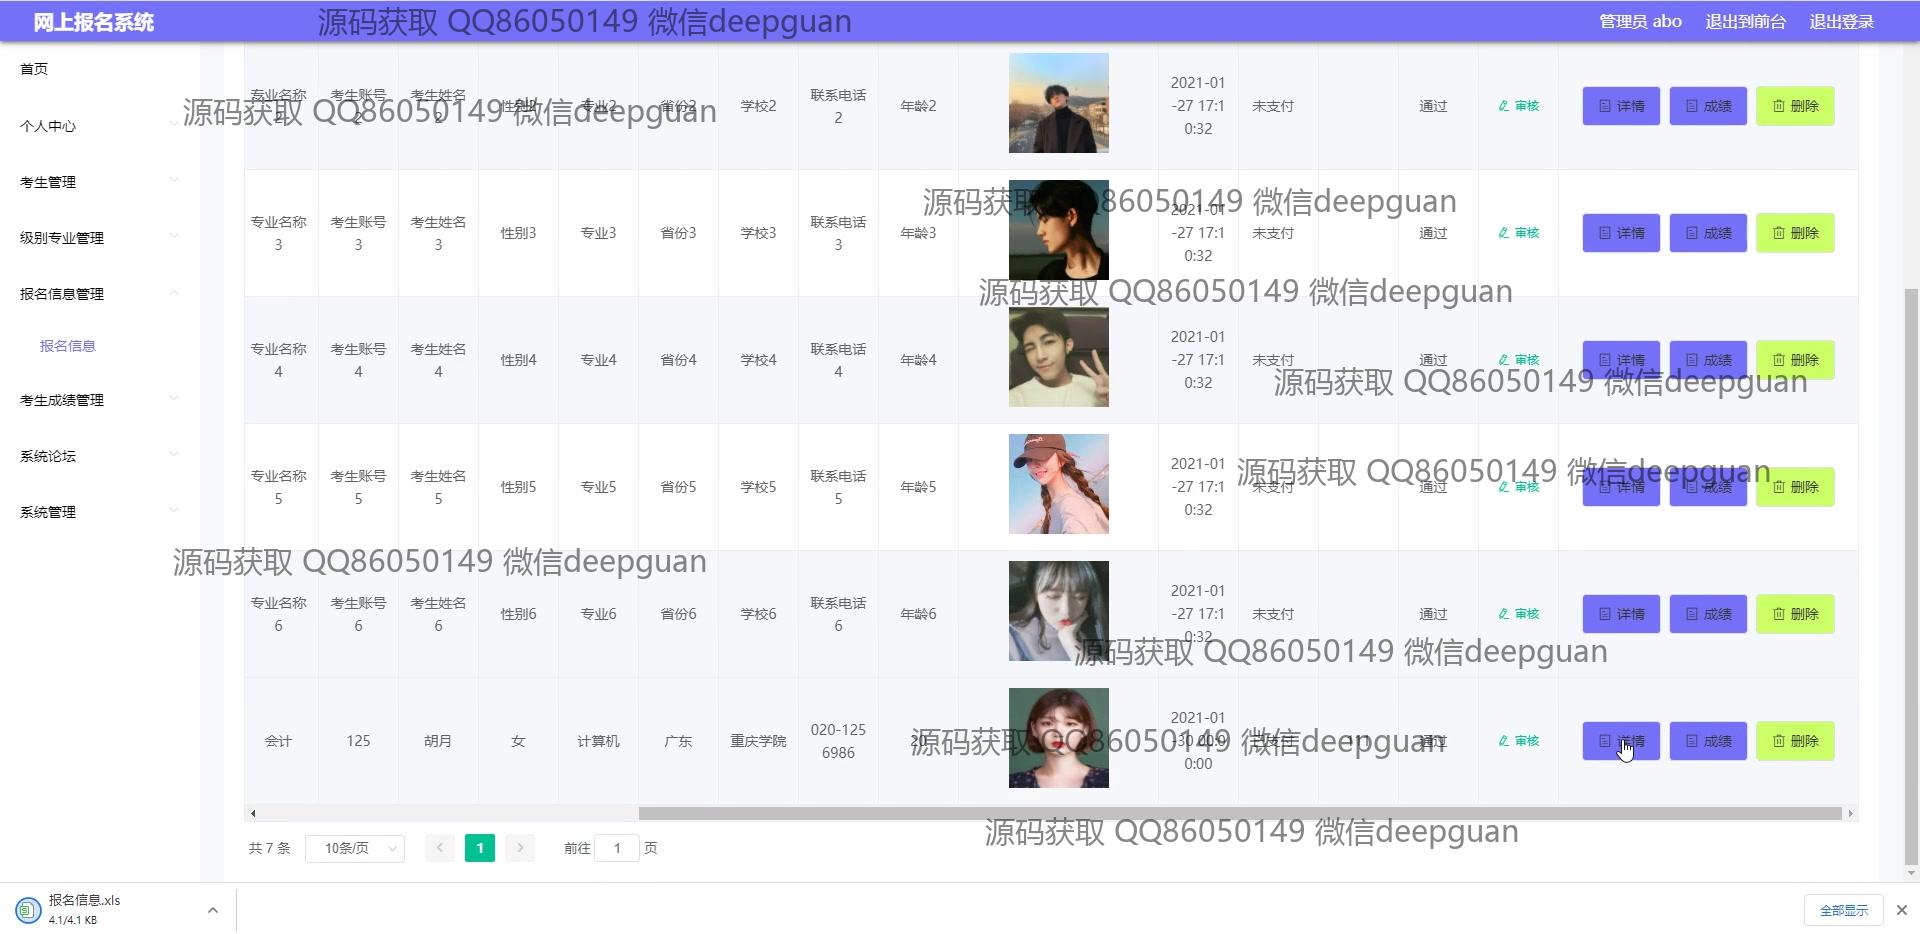 网上报名系统
源码获取 QQ86050149 微信deepguan
管理员 abo 退出到前台 退出登录
首页
个人中心
考生管理
级别专业管理
报名信息管理
报名信息
考生成绩管理
系统论坛
系统管理
源码获取 QQ86050149 微信deepguan
专业名称2 考生账号2 考生姓名2 性别2 专业2 省份2 学校2 联系电话2 年龄2 2021-01-27 17:10:32 未支付 通过 审核 详情 成绩 删除
源码获取 QQ86050149 微信deepguan
专业名称3 考生账号3 考生姓名3 性别3 专业3 省份3 学校3 联系电话3 年龄3 2021-01-27 17:10:32 未支付 通过 审核 详情 成绩 删除
源码获取 QQ86050149 微信deepguan
专业名称4 考生账号4 考生姓名4 性别4 专业4 省份4 学校4 联系电话4 年龄4 2021-01-27 17:10:32 未支付 通过 审核 详情 成绩 删除
源码获取 QQ86050149 微信deepguan
专业名称5 考生账号5 考生姓名5 性别5 专业5 省份5 学校5 联系电话5 年龄5 2021-01-27 17:10:32 未支付 通过 审核 详情 成绩 删除
源码获取 QQ86050149 微信deepguan
源码获取 QQ86050149 微信deepguan
专业名称6 考生账号6 考生姓名6 性别6 专业6 省份6 学校6 联系电话6 年龄6 2021-01-27 17:10:32 未支付 通过 审核 详情 成绩 删除
源码获取 QQ86050149 微信deepguan
会计 125 胡月 女 计算机 广东 重庆学院 020-1256986 2021-01-30 00:00:00 通过 审核 详情 成绩 删除
源码获取 QQ86050149 微信deepguan
源码获取 QQ86050149 微信deepguan
共 7 条 10条/页 1 前往 1 页
报名信息.xls
4.1/4.1 KB
全部显示